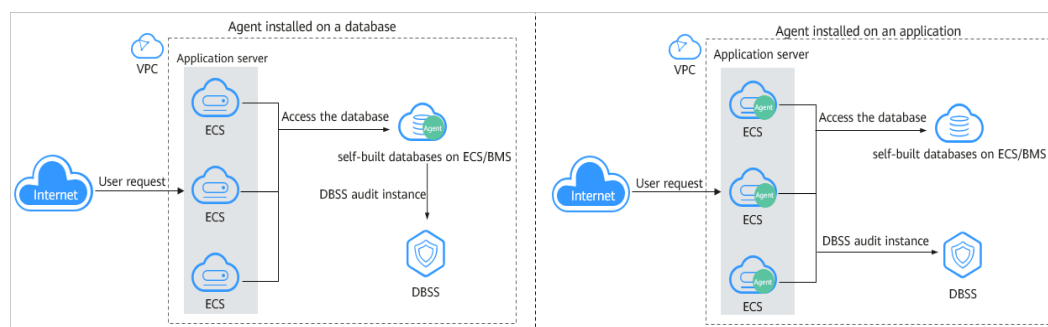 Agent installed on a database
VPC
Application server
ECS
Access the database
Agent
self-built databases on ECS/BMS
Internet
User request
ECS
DBSS audit instance
ECS
DBSS
Agent installed on an application
VPC
Application server
Agent
ECS
Access the database
self-built databases on ECS/BMS
Internet
User request
Agent
ECS
DBSS audit instance
Agent
ECS
DBSS